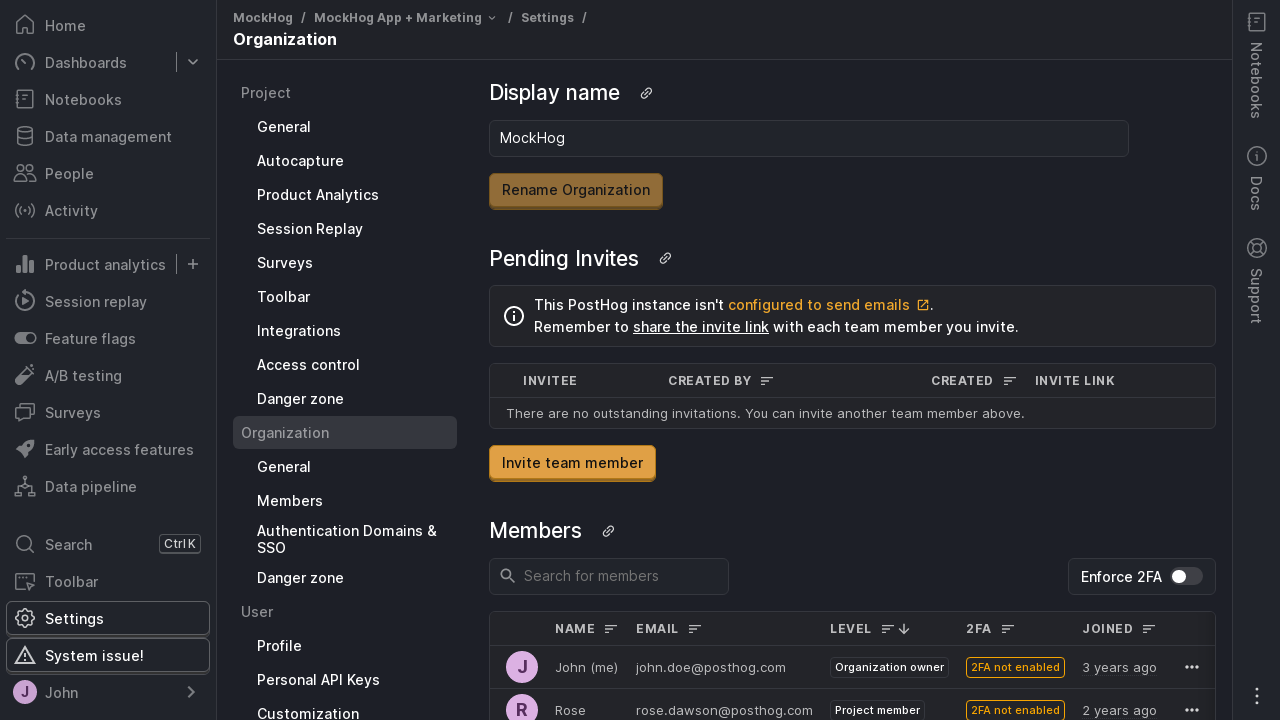 Home
Dashboards
Notebooks
Data management
People
Activity
Product analytics
Session replay
Feature flags
A/B testing
Surveys
Early access features
Data pipeline
Search
Ctrl K
Toolbar
Settings
System issue!
J
John
MockHog / MockHog App + Marketing / Settings /
Organization
Project
General
Autocapture
Product Analytics
Session Replay
Surveys
Toolbar
Integrations
Access control
Danger zone
Organization
General
Members
Authentication Domains &
SSO
Danger zone
User
Profile
Personal API Keys
Customization
Display name
MockHog
Rename Organization
Pending Invites
This PostHog instance isn't configured to send emails .
Remember to share the invite link with each team member you invite.
INVITEE CREATED BY CREATED INVITE LINK
There are no outstanding invitations. You can invite another team member above.
Invite team member
Members
Search for members
Enforce 2FA
NAME EMAIL LEVEL 2FA JOINED
J John (me) john.doe@posthog.com Organization owner 2FA not enabled 3 years ago
R Rose rose.dawson@posthog.com Project member 2FA not enabled 2 years ago
Notebooks
Docs
Support